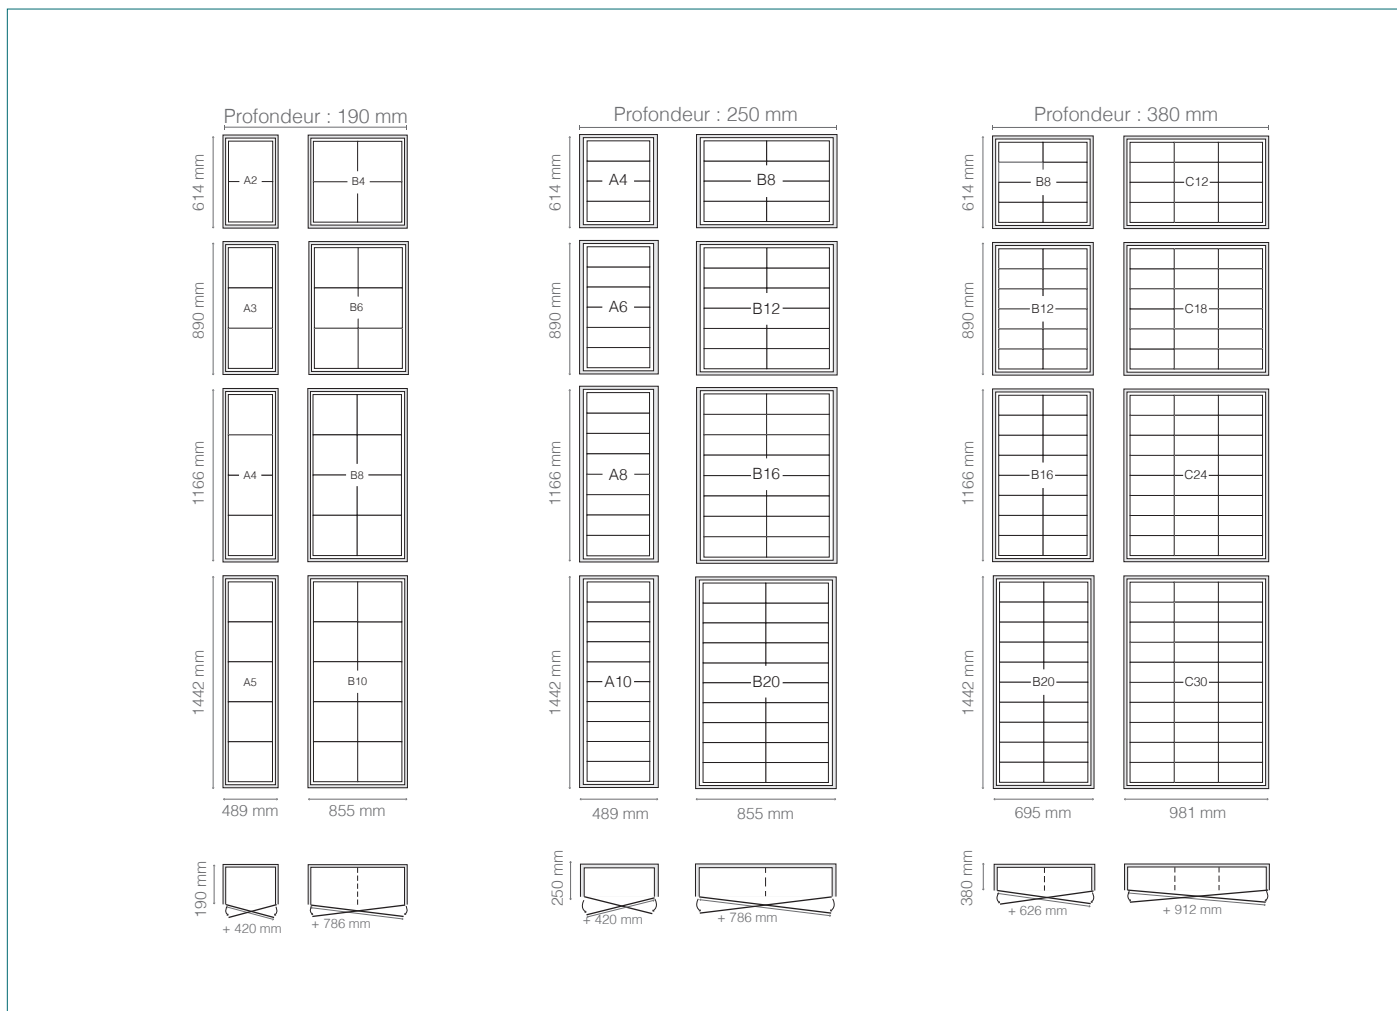 Profondeur : 190 mm
Profondeur : 250 mm
Profondeur : 380 mm
614 mm
A2
B4
614 mm
A4
B8
614 mm
B8
C12
890 mm
A3
B6
890 mm
A6
B12
890 mm
B12
C18
1166 mm
A4
B8
1166 mm
A8
B16
1166 mm
B16
C24
1442 mm
A5
B10
1442 mm
A10
B20
1442 mm
B20
C30
489 mm
855 mm
489 mm
855 mm
695 mm
981 mm
190 mm
+ 420 mm
+ 786 mm
250 mm
+ 420 mm
+ 786 mm
380 mm
+ 626 mm
+ 912 mm